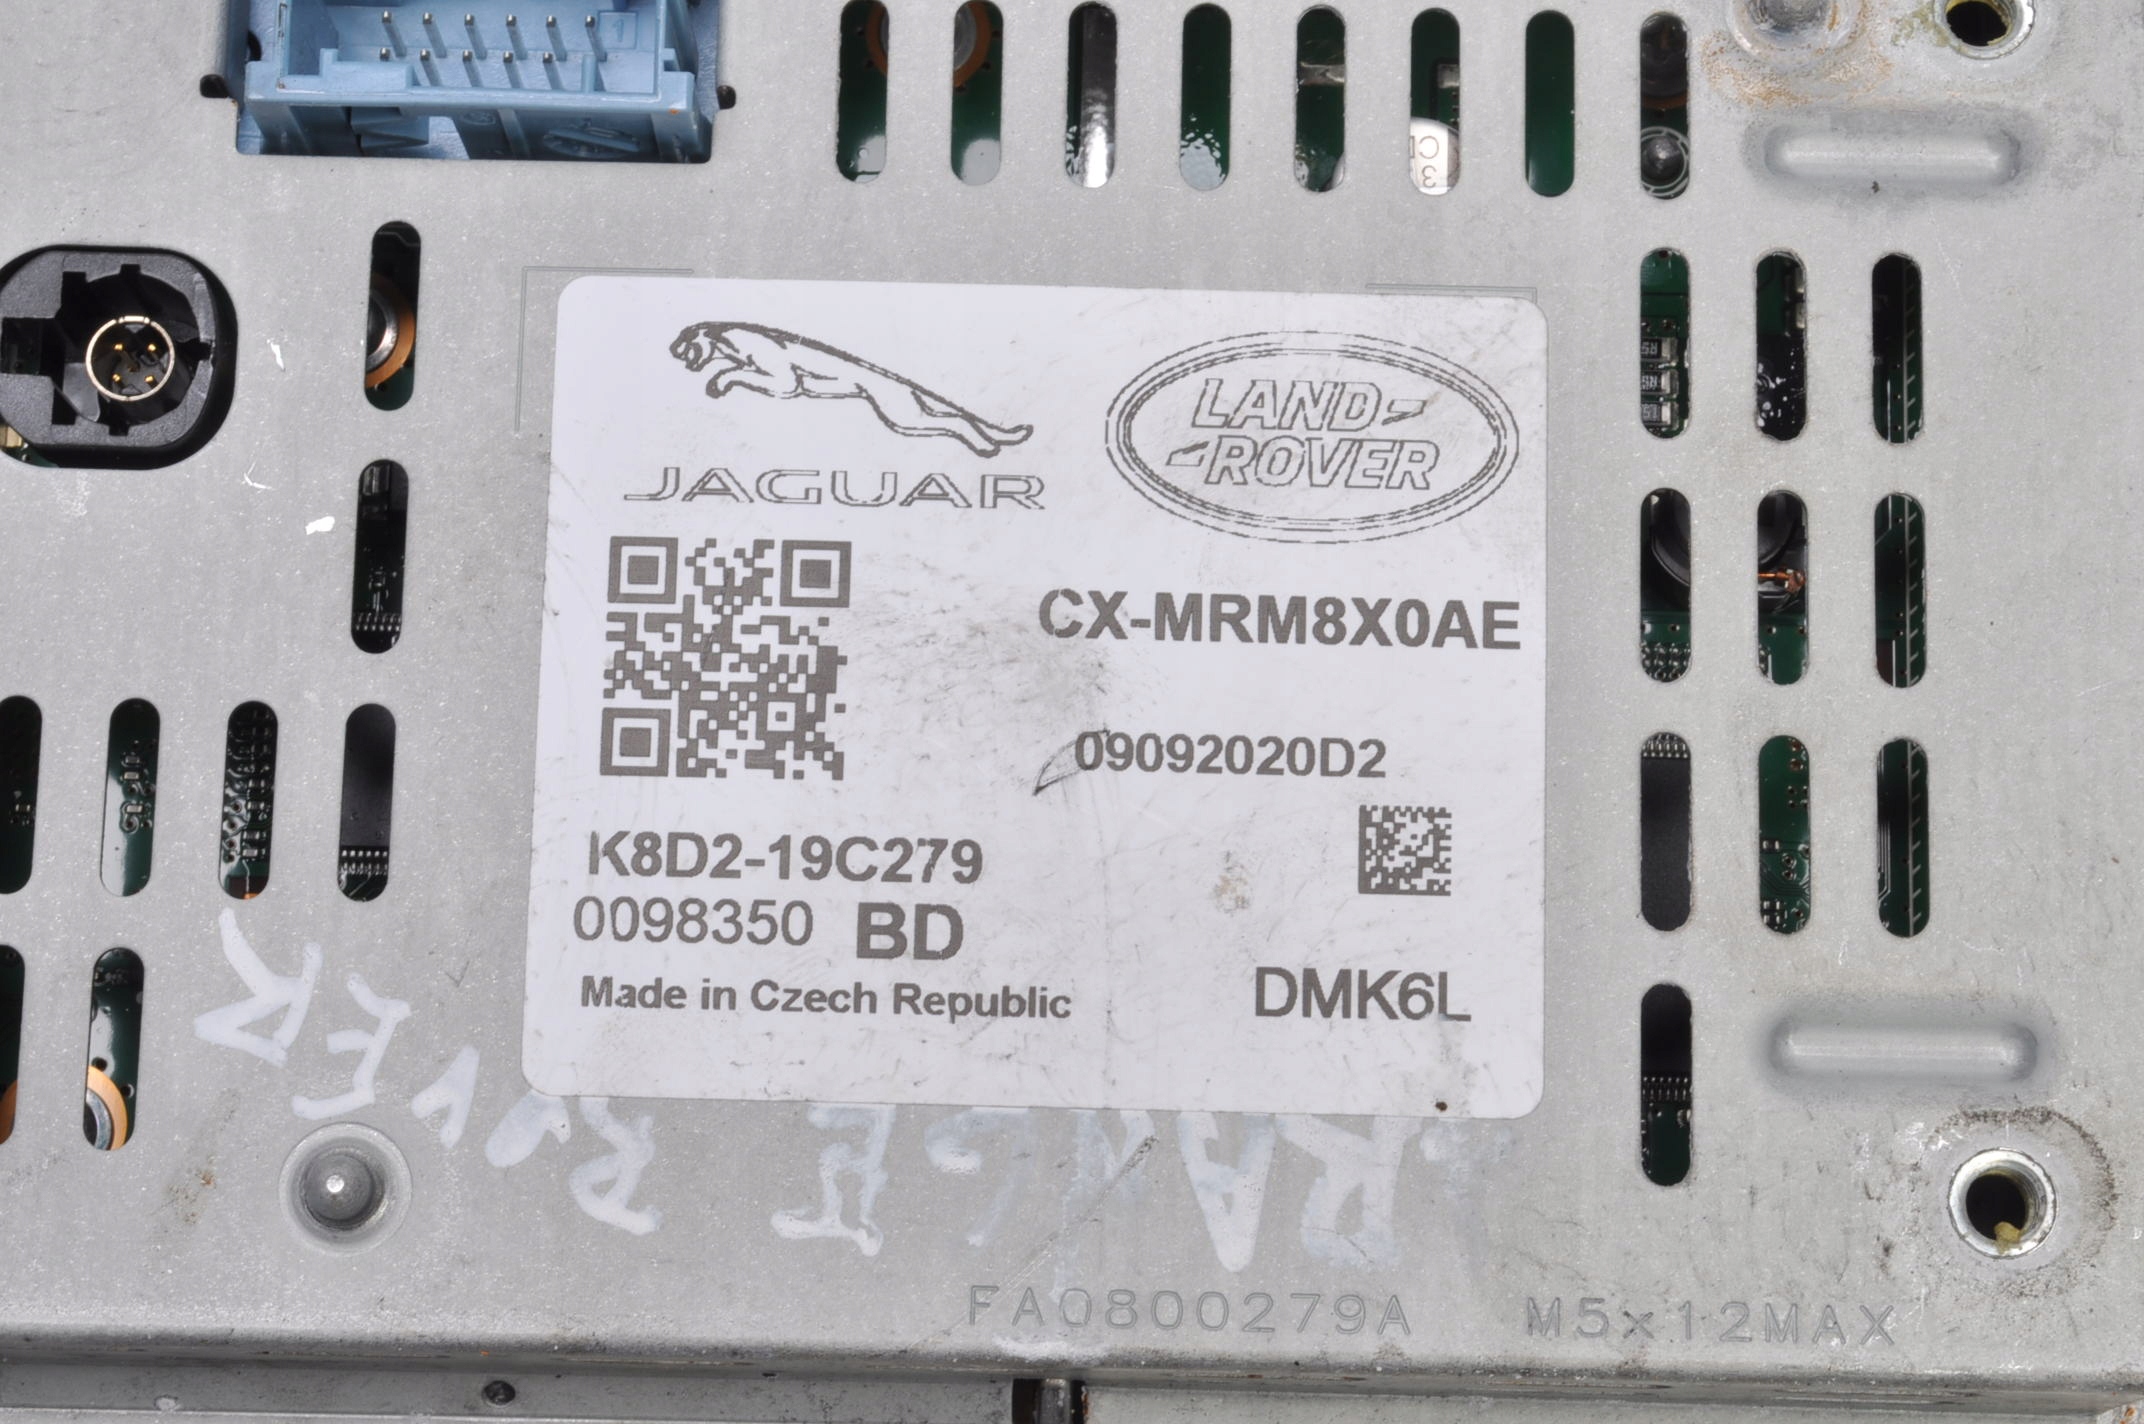 JAGUAR
LAND
ROVER
CX-MRM8X0AE
09092020D2
K8D2-19C279
0098350 BD
Made in Czech Republic
DMK6L
RANGE ROVER
FA0800279A M5x12MAX
1